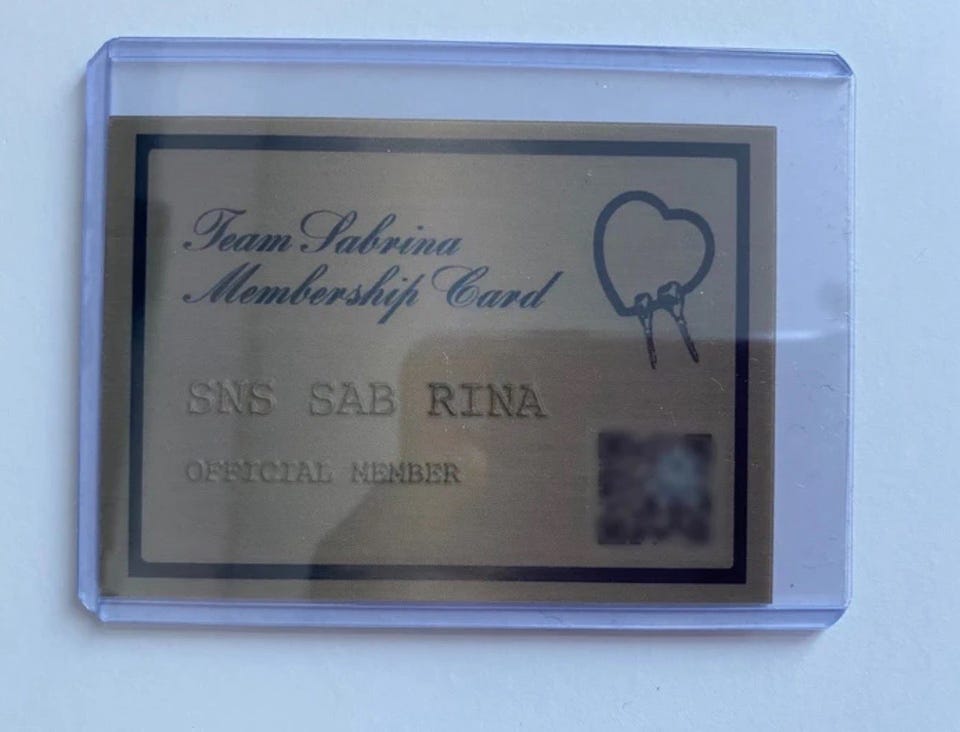 Team Sabrina
Membership Card
SNS SAB RINA
OFFICIAL MEMBER